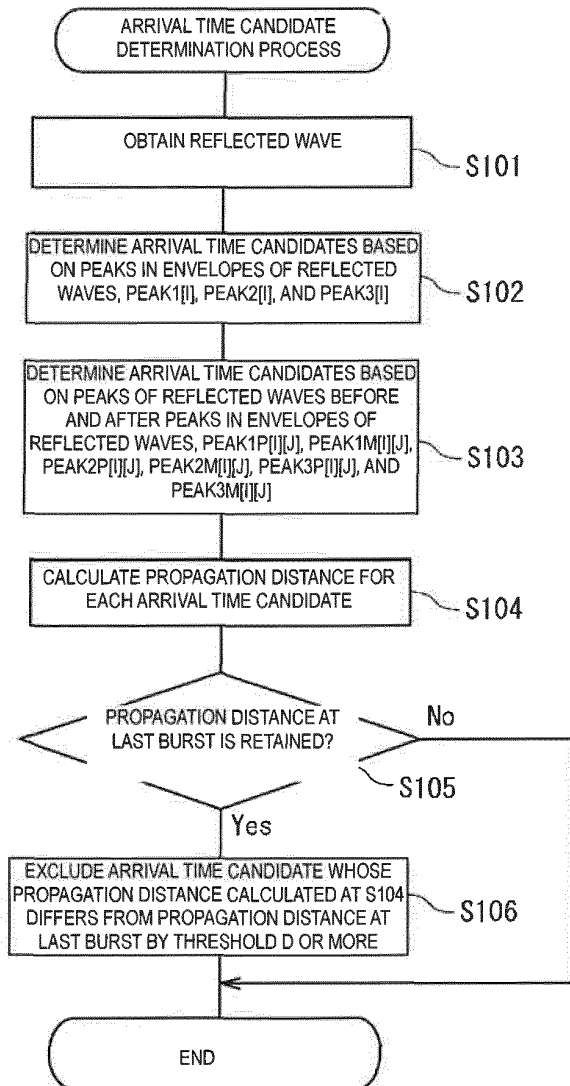 ARRIVAL TIME CANDIDATE
DETERMINATION PROCESS
OBTAIN REFLECTED WAVE
S101
DETERMINE ARRIVAL TIME CANDIDATES BASED
ON PEAKS IN ENVELOPES OF REFLECTED
WAVES, PEAK1[I], PEAK2[I], AND PEAK3[I]
S102
DETERMINE ARRIVAL TIME CANDIDATES BASED
ON PEAKS OF REFLECTED WAVES BEFORE
AND AFTER PEAKS IN ENVELOPES OF
REFLECTED WAVES, PEAK1P[I][J], PEAK1M[I][J],
PEAK2P[I][J], PEAK2M[I][J], PEAK3P[I][J], AND
PEAK3M[I][J]
S103
CALCULATE PROPAGATION DISTANCE FOR
EACH ARRIVAL TIME CANDIDATE
S104
PROPAGATION DISTANCE AT
LAST BURST IS RETAINED?
No
S105
Yes
EXCLUDE ARRIVAL TIME CANDIDATE WHOSE
PROPAGATION DISTANCE CALCULATED AT S104
DIFFERS FROM PROPAGATION DISTANCE AT
LAST BURST BY THRESHOLD D OR MORE
S106
END